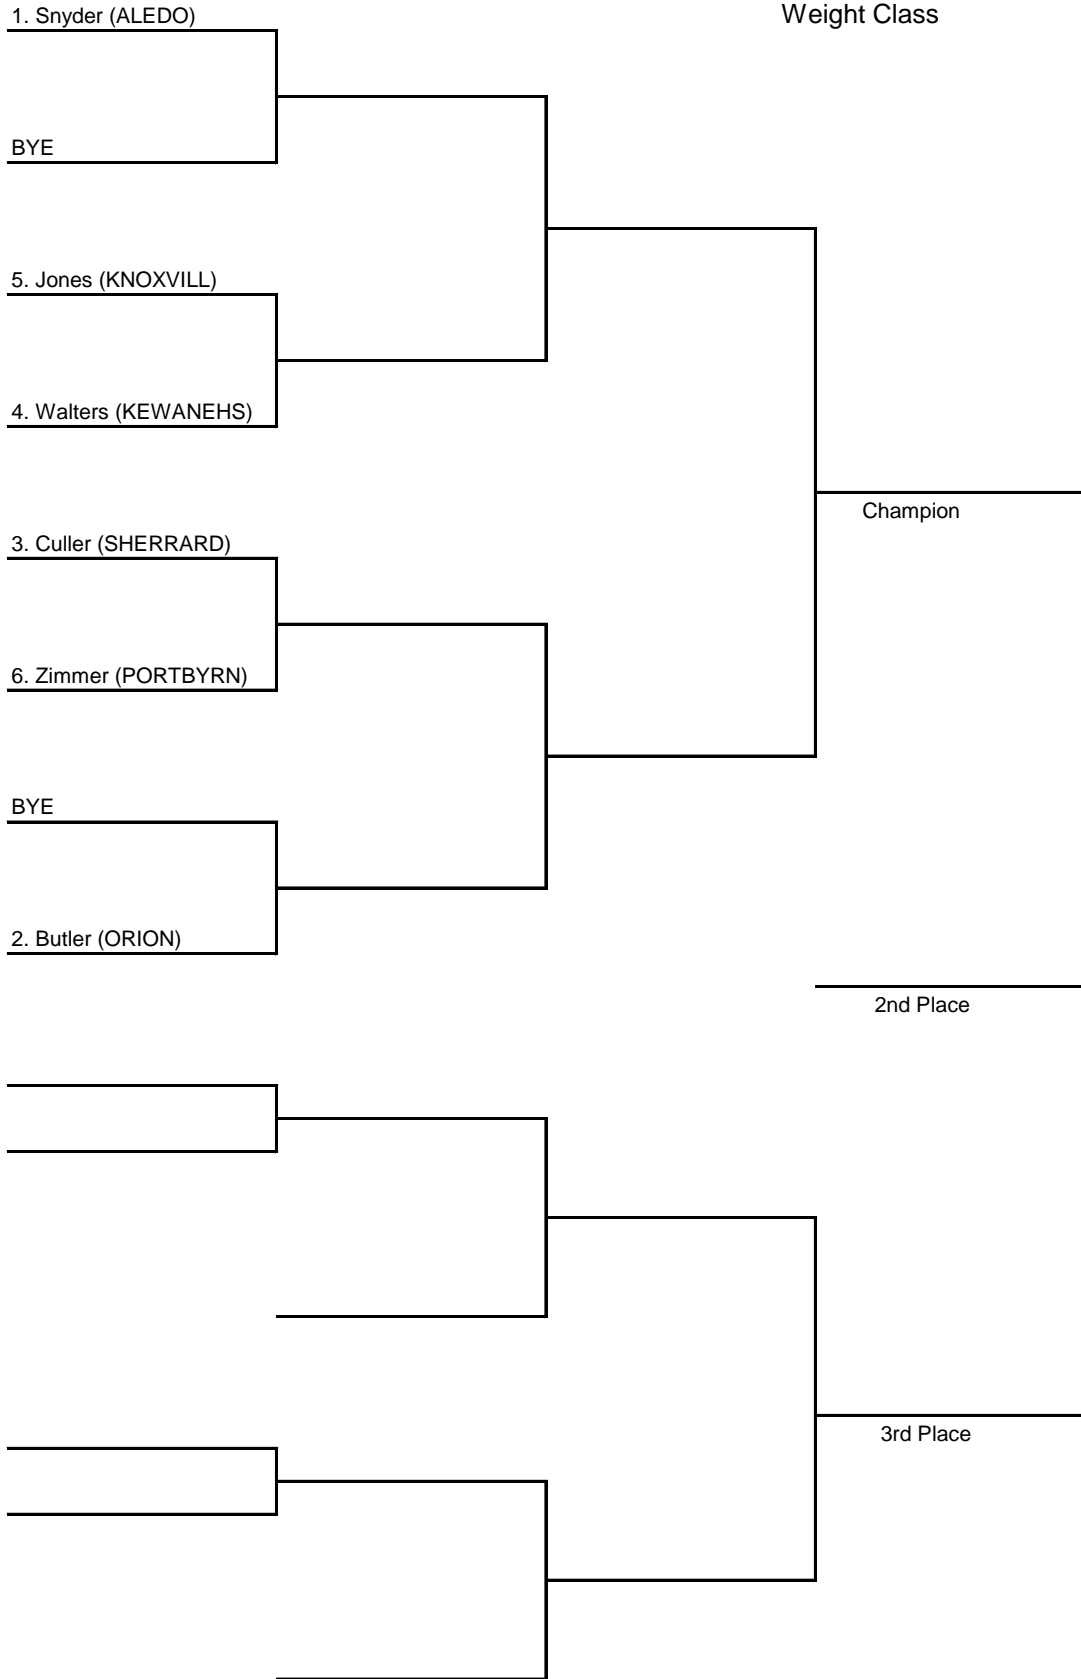 1. Snyder (ALEDO)
Weight Class
BYE
5. Jones (KNOXVILL)
4. Walters (KEWANEHS)
Champion
3. Culler (SHERRARD)
6. Zimmer (PORTBYRN)
BYE
2. Butler (ORION)
2nd Place
3rd Place